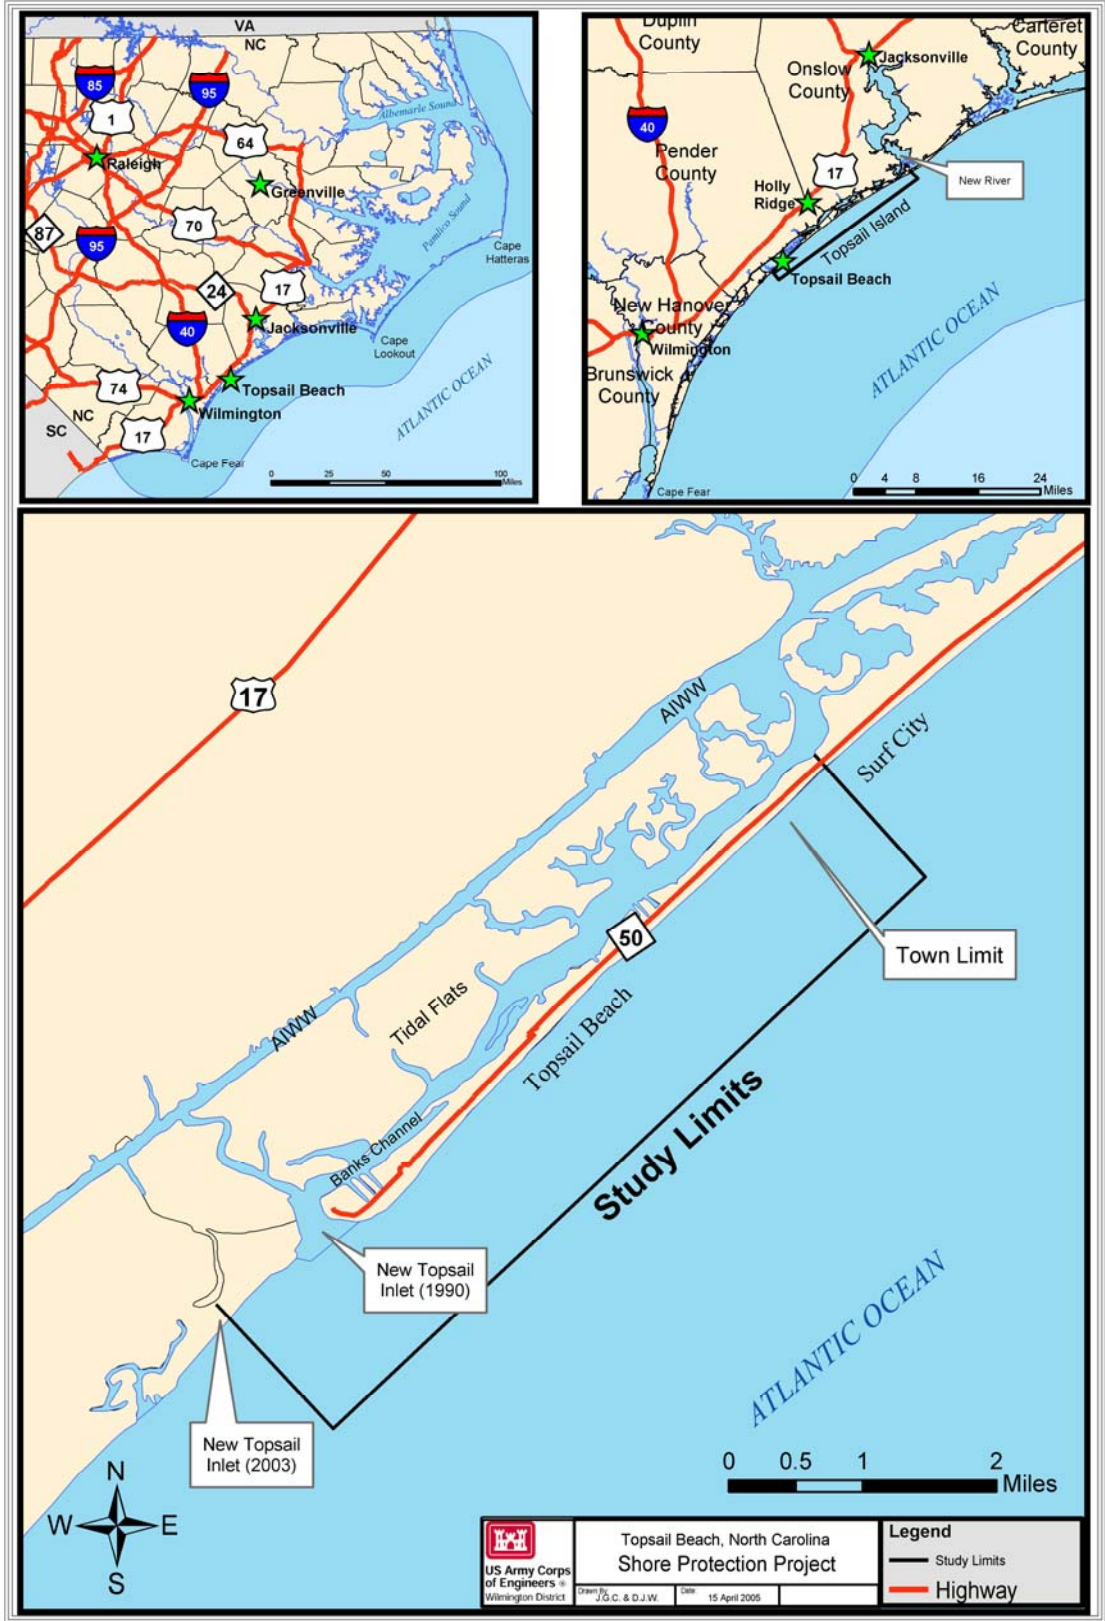 VA
NC
85
95
1
Albemarle Sound
64
Raleigh
Greenville
87
70
95
Pamlico Sound
Cape
Hatteras
24
17
40
Jacksonville
Cape
Lookout
74
Topsail Beach
NC
SC
Wilmington
17
ATLANTIC OCEAN
Cape Fear
0 25 50 100
Miles
Duplin
County
Carteret
County
Jacksonville
Onslow
County
40
Pender
County
17
New River
Holly
Ridge
Topsail Island
Topsail Beach
New Hanover
County
Wilmington
Brunswick
County
ATLANTIC OCEAN
Cape Fear
0 4 8 16 24
Miles
17
AIWW
Surf City
50
Town Limit
Tidal Flats
AIWW
Topsail Beach
Study Limits
Banks Channel
New Topsail
Inlet (1990)
ATLANTIC OCEAN
New Topsail
Inlet (2003)
N
W E
S
0 0.5 1 2
Miles
US Army Corps
of Engineers ®
Wilmington District
Topsail Beach, North Carolina
Shore Protection Project
Drawn By:
J.G.C. & D.J.W.
Date:
15 April 2005
Legend
Study Limits
Highway